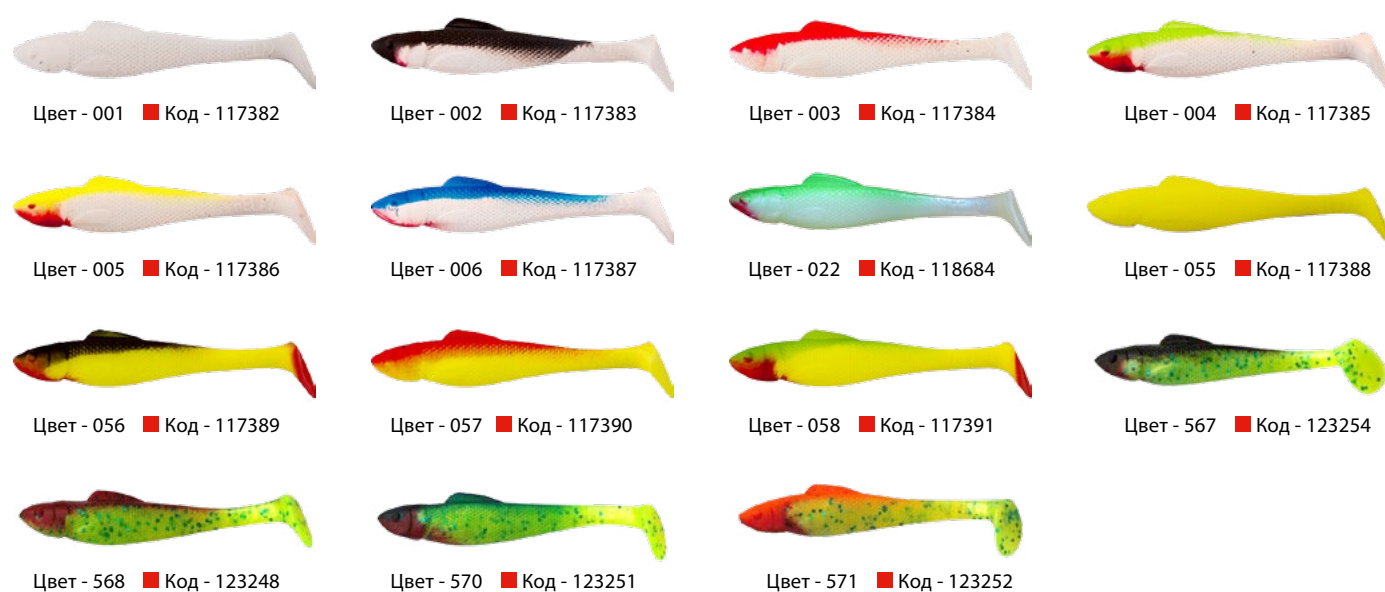 Цвет - 001 Код - 117382
Цвет - 002 Код - 117383
Цвет - 003 Код - 117384
Цвет - 004 Код - 117385
Цвет - 005 Код - 117386
Цвет - 006 Код - 117387
Цвет - 022 Код - 118684
Цвет - 055 Код - 117388
Цвет - 056 Код - 117389
Цвет - 057 Код - 117390
Цвет - 058 Код - 117391
Цвет - 567 Код - 123254
Цвет - 568 Код - 123248
Цвет - 570 Код - 123251
Цвет - 571 Код - 123252